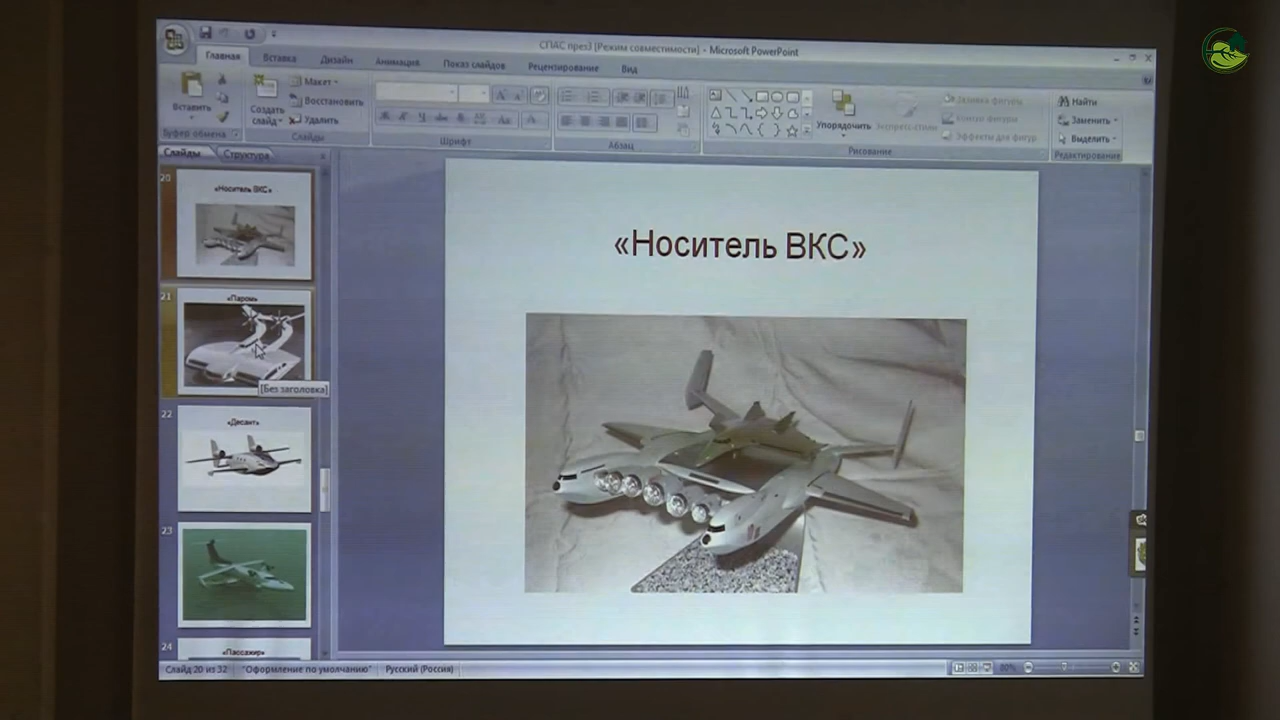 СПАС през3 [Режим совместимости] - Microsoft PowerPoint
Главная Вставка Дизайн Анимация Показ слайдов Рецензирование Вид
Вставить
Буфер обмена
Создать слайд
Макет
Восстановить
Удалить
Слайды
Шрифт
Абзац
Упорядочить
Экспресс-стили
Заливка фигуры
Контур фигуры
Эффекты для фигур
Рисование
Найти
Заменить
Выделить
Редактирование
Слайды Структура
20
«Носитель ВКС»
21
«Паром»
[Без заголовка]
22
«Десант»
23
24
«Пассажир»
«Носитель ВКС»
Слайд 20 из 32 "Оформление по умолчанию" Русский (Россия) 80%